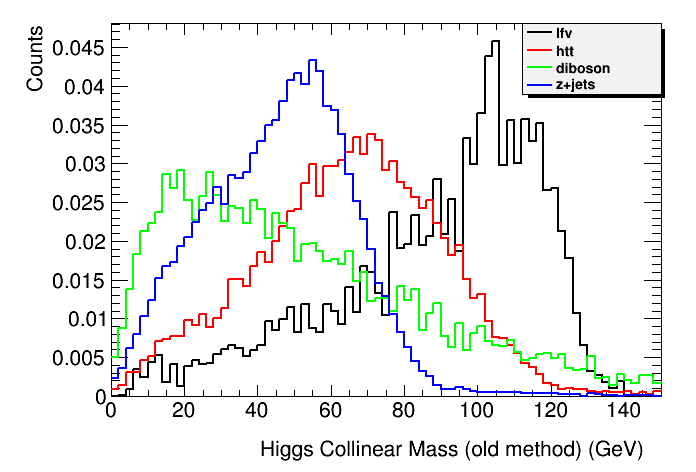 Counts
0.045
0.04
0.035
0.03
0.025
0.02
0.015
0.01
0.005
0
0 20 40 60 80 100 120 140
Higgs Collinear Mass (old method) (GeV)
lfv
htt
diboson
z+jets